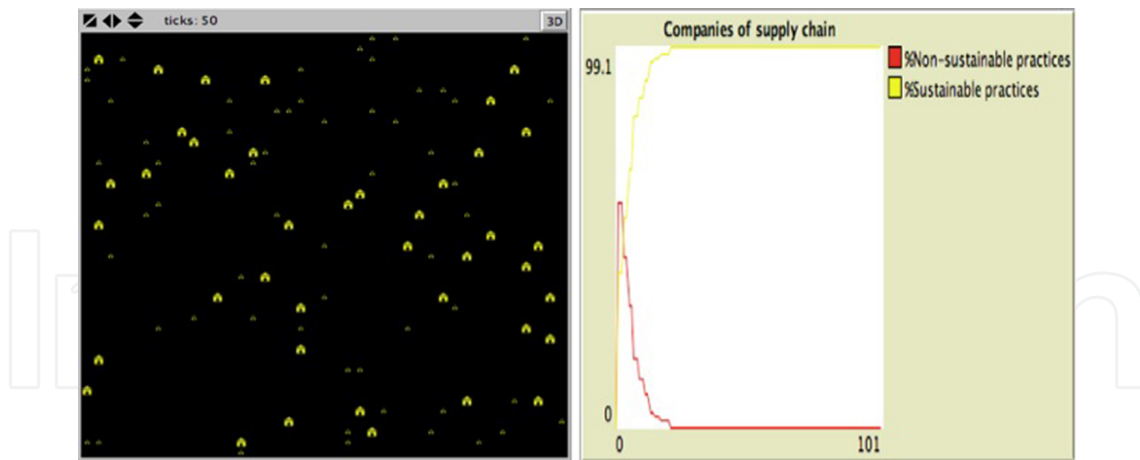 ticks: 50
3D
Companies of supply chain
99.1
0
0
101
%Non-sustainable practices
%Sustainable practices